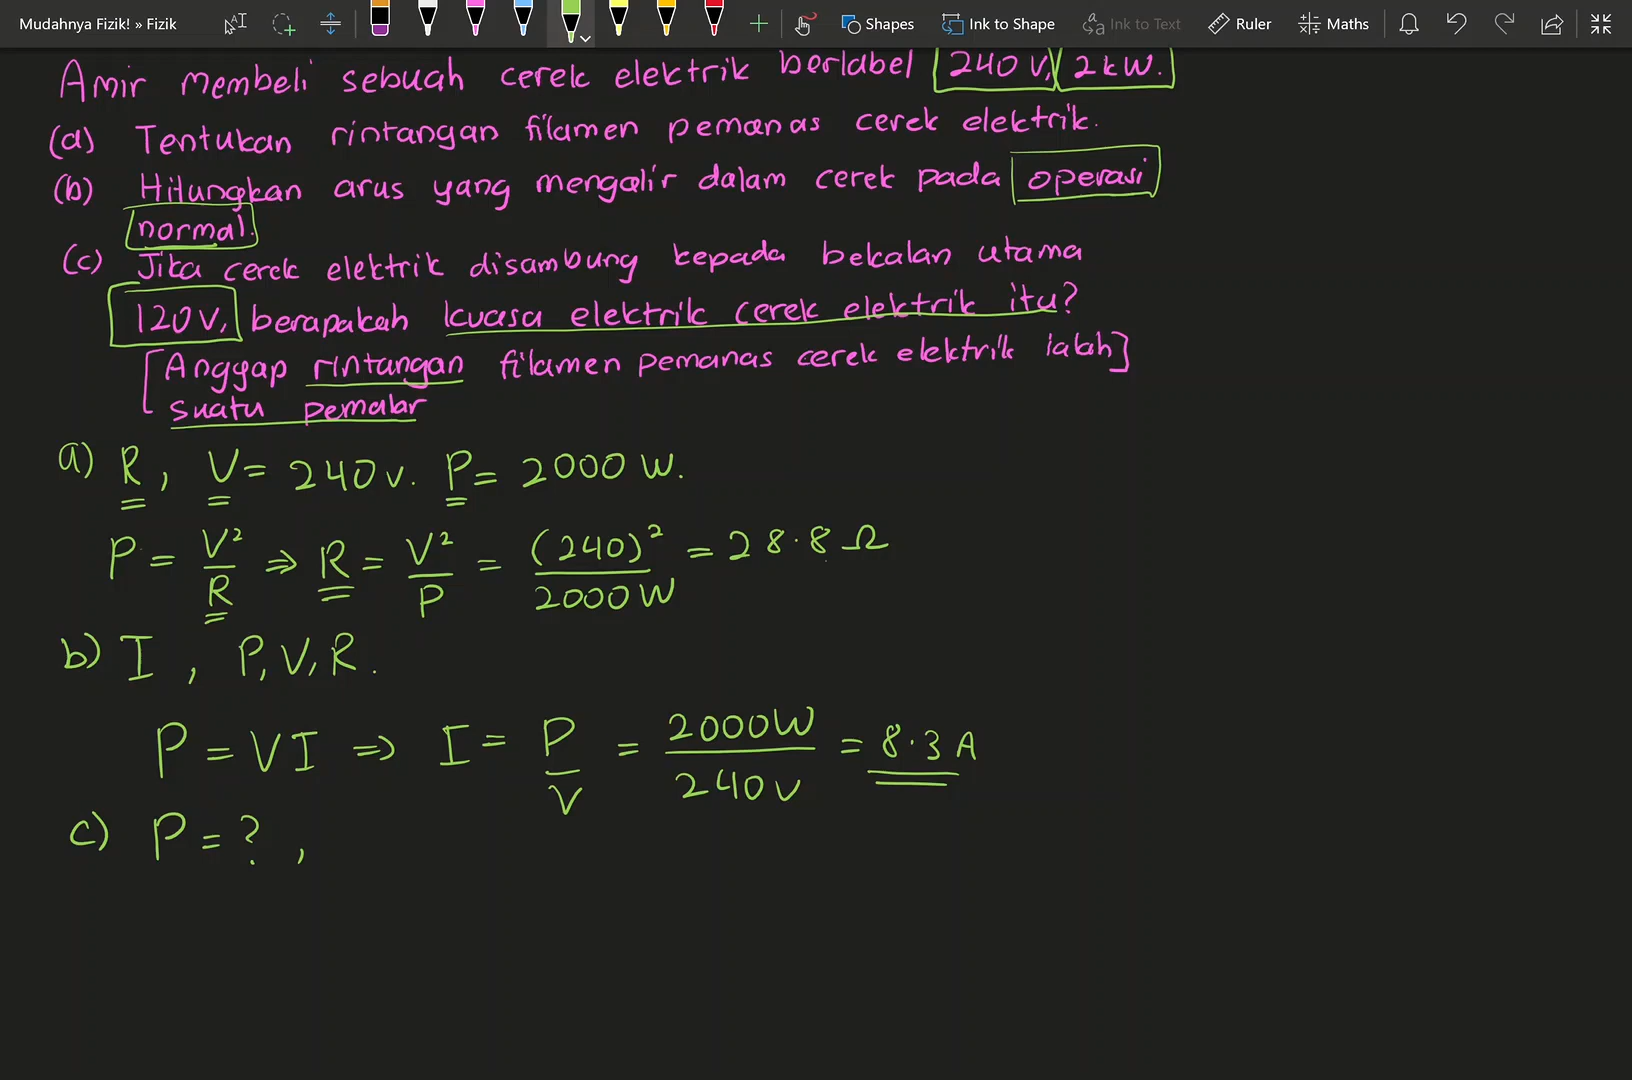 Mudahnya Fizik! » Fizik Shapes Ink to Shape Ink to Text Ruler Maths
Amir membeli sebuah cerek elektrik berlabel 240 V, 2 kW.
(a) Tentukan rintangan filamen pemanas cerek elektrik.
(b) Hitungkan arus yang mengalir dalam cerek pada operasi
normal.
(c) Jika cerek elektrik disambung kepada bekalan utama
120 V, berapakah kuasa elektrik cerek elektrik itu?
[Anggap rintangan filamen pemanas cerek elektrik ialah]
suatu pemalar
a) R, V = 240 V. P = 2000 W.
P = V²/R ⇒ R = V²/P = (240)²/2000 W = 28.8 Ω
b) I, P, V, R.
P = VI ⇒ I = P/V = 2000 W/240 V = 8.3 A
c) P = ?,